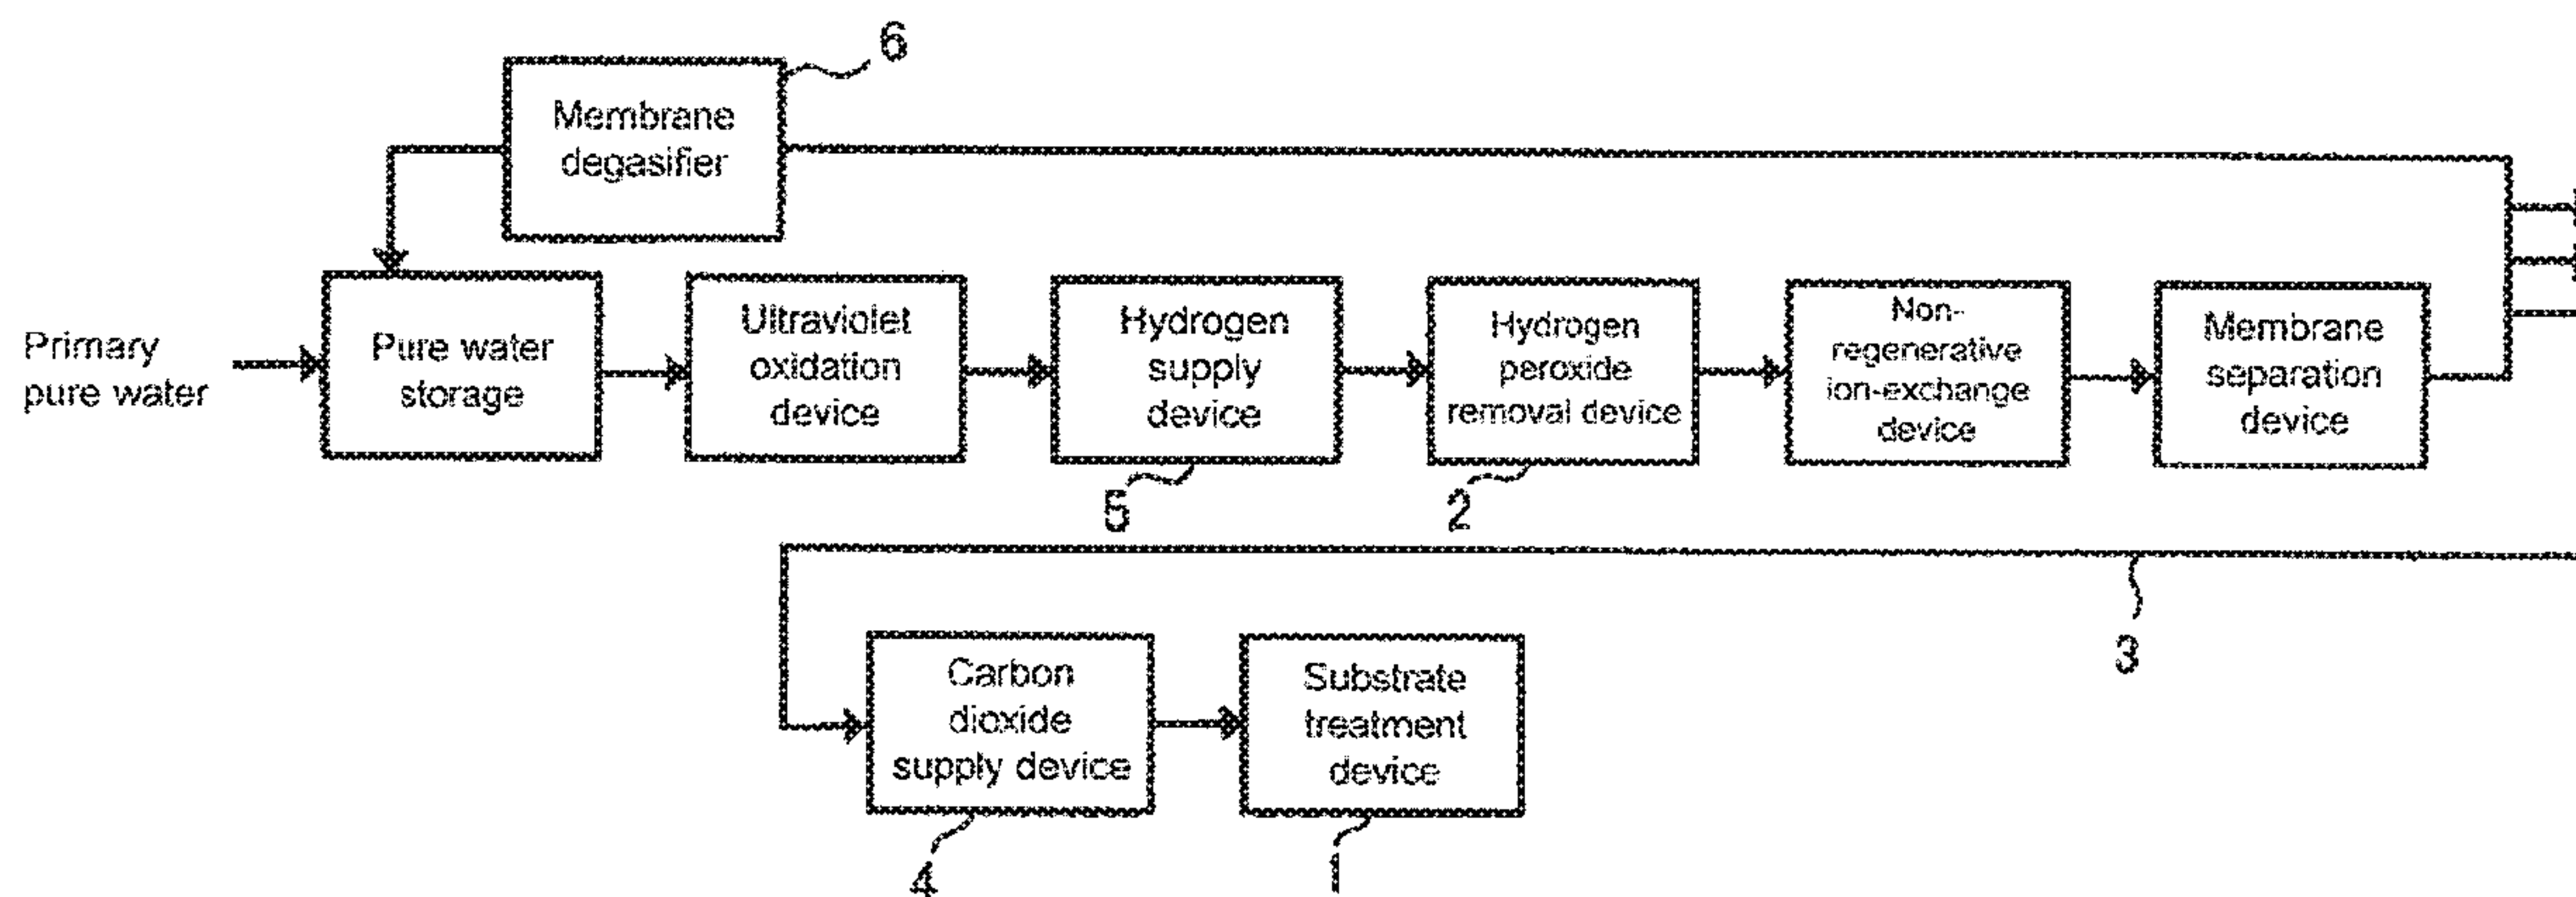 6
Membrane
degasifier
Primary
pure water
Pure water
storage
Ultraviolet
oxidation
device
Hydrogen
supply
device
Hydrogen
peroxide
removal device
Non-
regenerative
ion-exchange
device
Membrane
separation
device
5
2
3
Carbon
dioxide
supply device
Substrate
treatment
device
4
1